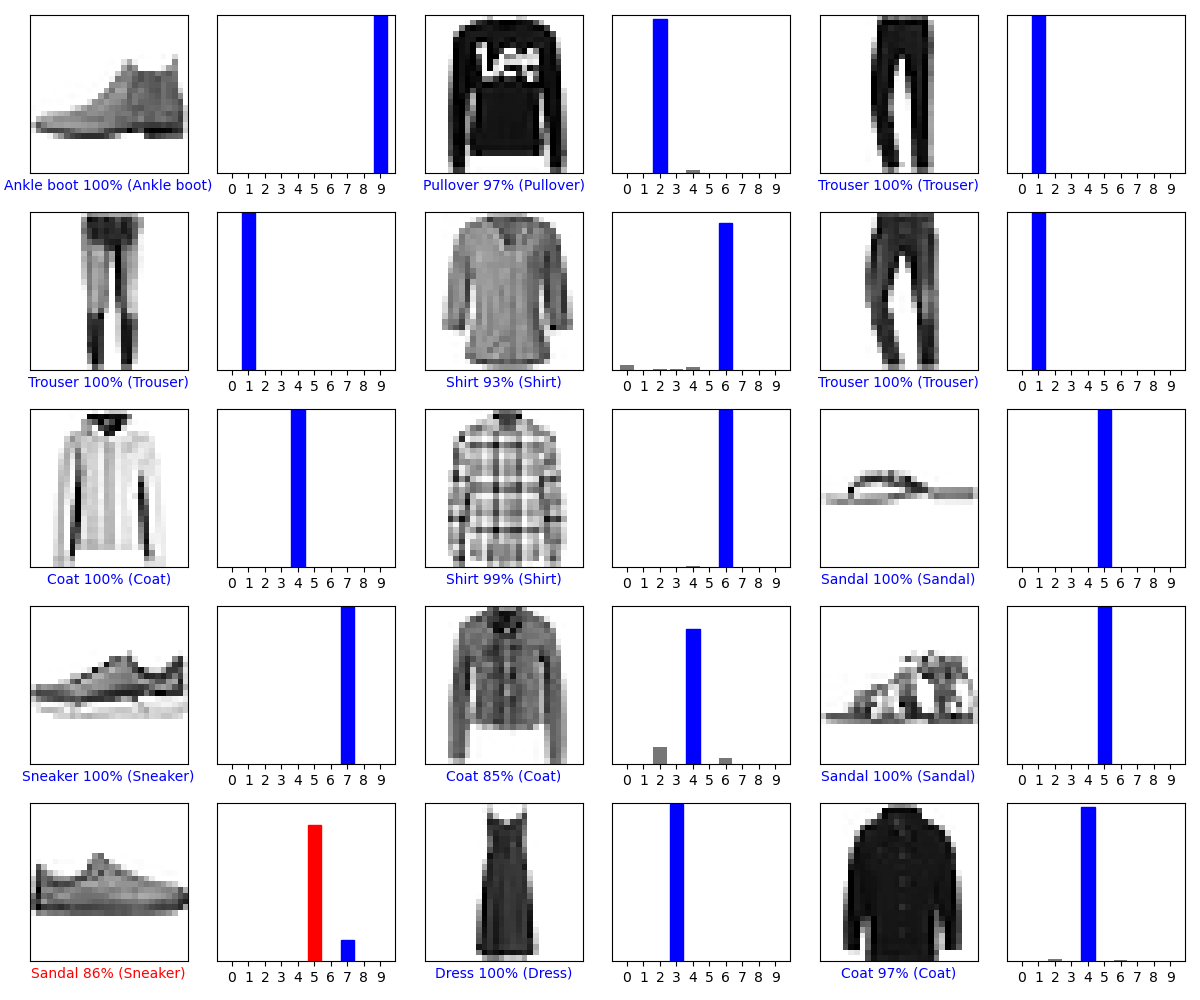 Lee
0 1 2 3 4 5 6 7 8 9 0 1 2 3 4 5 6 7 8 9 0 1 2 3 4 5 6 7 8 9
Ankle boot 100% (Ankle boot) Pullover 97% (Pullover) Trouser 100% (Trouser)
0 1 2 3 4 5 6 7 8 9 0 1 2 3 4 5 6 7 8 9 0 1 2 3 4 5 6 7 8 9
Trouser 100% (Trouser) Shirt 93% (Shirt) Trouser 100% (Trouser)
0 1 2 3 4 5 6 7 8 9 0 1 2 3 4 5 6 7 8 9 0 1 2 3 4 5 6 7 8 9
Coat 100% (Coat) Shirt 99% (Shirt) Sandal 100% (Sandal)
0 1 2 3 4 5 6 7 8 9 0 1 2 3 4 5 6 7 8 9 0 1 2 3 4 5 6 7 8 9
Sneaker 100% (Sneaker) Coat 85% (Coat) Sandal 100% (Sandal)
0 1 2 3 4 5 6 7 8 9 0 1 2 3 4 5 6 7 8 9 0 1 2 3 4 5 6 7 8 9
Sandal 86% (Sneaker) Dress 100% (Dress) Coat 97% (Coat)